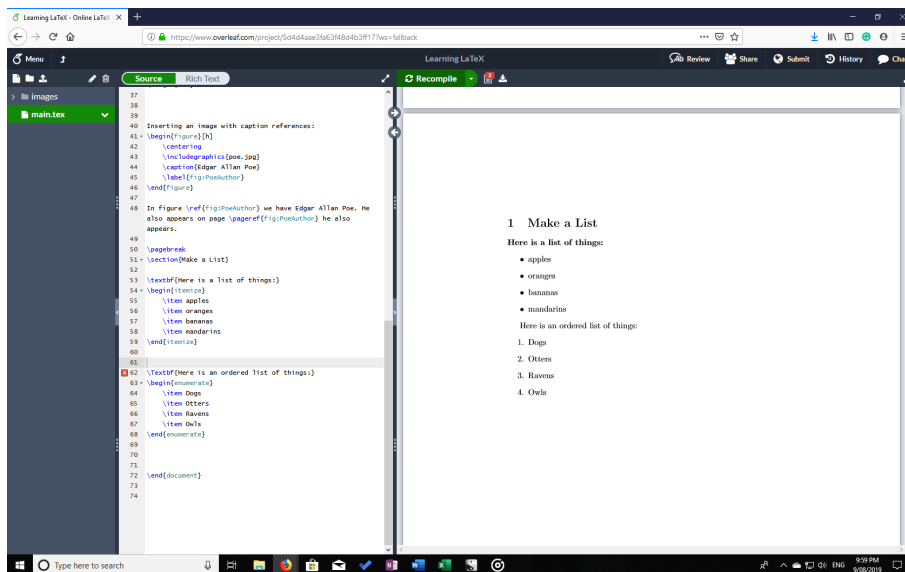 Learning LaTeX - Online LaTeX
https://www.overleaf.com/project/5d4d4aae3fa63f48d4b3ff17?ws=fallback
Menu
Learning LaTeX
Review
Share
Submit
History
Cha
Source
Rich Text
Recompile
images
main.tex
37
38
39
40 Inserting an image with caption references:
41 \begin{figure}[h]
42 \centering
43 \includegraphics{poe.jpg}
44 \caption{Edgar Allan Poe}
45 \label{fig:PoeAuthor}
46 \end{figure}
47
48 In figure \ref{fig:PoeAuthor} we have Edgar Allan Poe. He
also appears on page \pageref{fig:PoeAuthor} he also
appears.
49
50 \pagebreak
51 \section{Make a List}
52
53 \textbf{Here is a list of things:}
54 \begin{itemize}
55 \item apples
56 \item oranges
57 \item bananas
58 \item mandarins
59 \end{itemize}
60
61
62 \Textbf{Here is an ordered list of things:}
63 \begin{enumerate}
64 \item Dogs
65 \item Otters
66 \item Ravens
67 \item Owls
68 \end{enumerate}
69
70
71
72 \end{document}
73
74
1 Make a List
Here is a list of things:
• apples
• oranges
• bananas
• mandarins
Here is an ordered list of things:
1. Dogs
2. Otters
3. Ravens
4. Owls
Type here to search
ENG
9:59 PM
9/08/2019